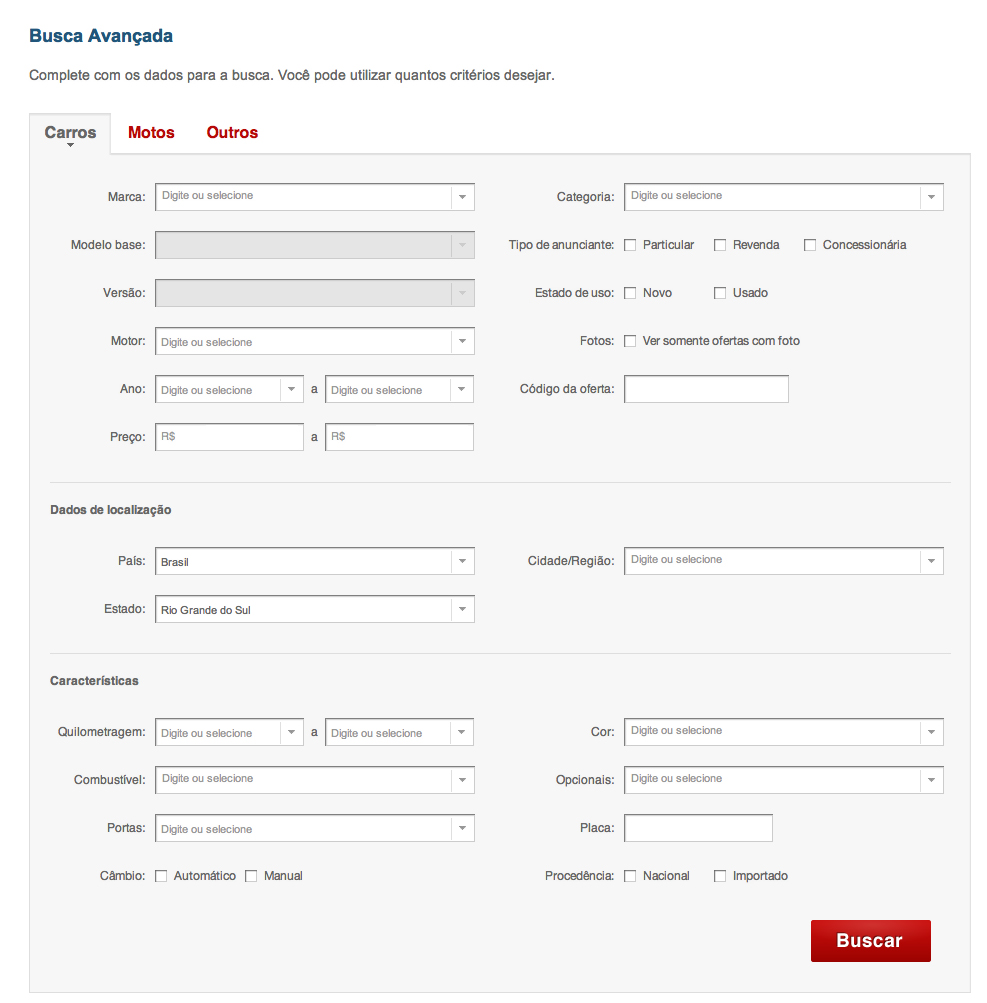 Busca Avançada
Complete com os dados para a busca. Você pode utilizar quantos critérios desejar.
Carros Motos Outros
Marca: Digite ou selecione Categoria: Digite ou selecione
Modelo base: Tipo de anunciante: Particular Revenda Concessionária
Versão: Estado de uso: Novo Usado
Motor: Digite ou selecione Fotos: Ver somente ofertas com foto
Ano: Digite ou selecione a Digite ou selecione Código da oferta:
Preço: R$ a R$
Dados de localização
País: Brasil Cidade/Região: Digite ou selecione
Estado: Rio Grande do Sul
Características
Quilometragem: Digite ou selecione a Digite ou selecione Cor: Digite ou selecione
Combustível: Digite ou selecione Opcionais: Digite ou selecione
Portas: Digite ou selecione Placa:
Câmbio: Automático Manual Procedência: Nacional Importado
Buscar